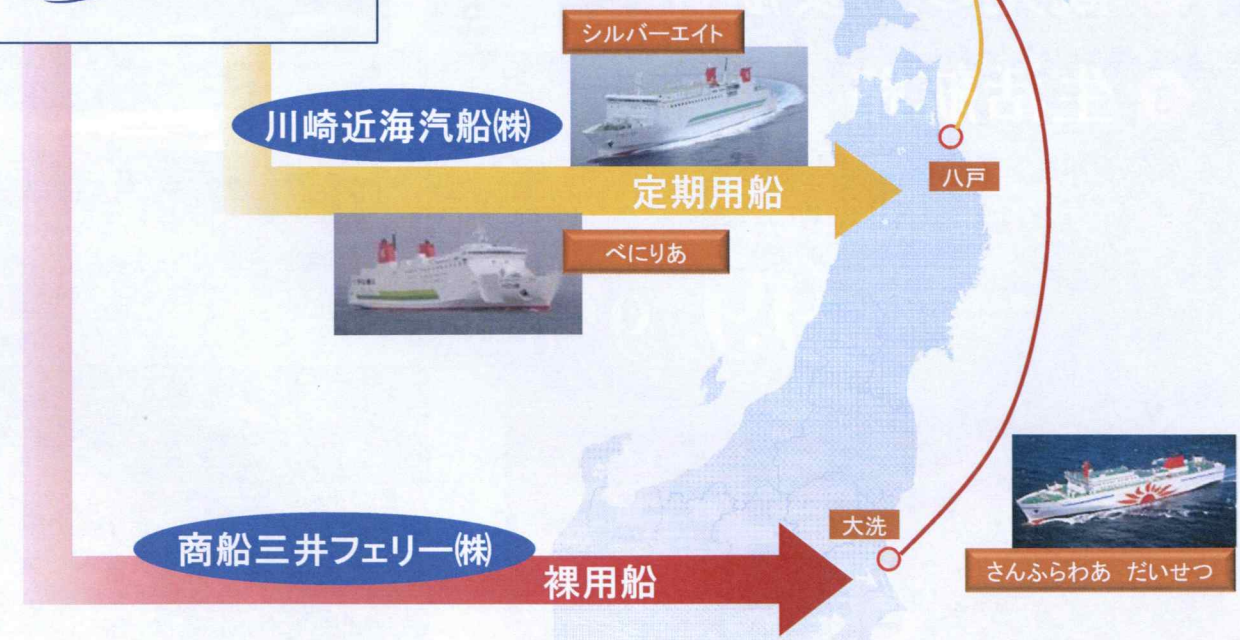 シルバーエイト
川崎近海汽船㈱
定期用船
八戸
べにりあ
大洗
商船三井フェリー㈱
裸用船
さんふらわあ だいせつ